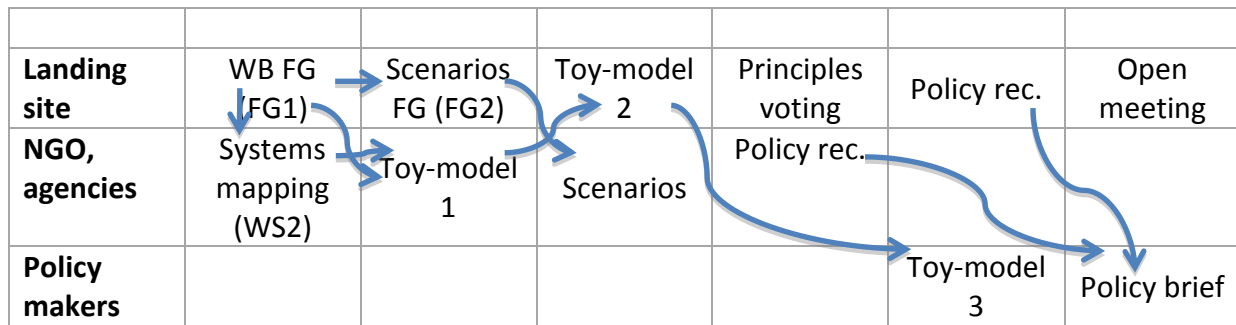 Landing site
WB FG (FG1)
Scenarios FG (FG2)
Toy-model 2
Principles voting
Policy rec.
Open meeting
NGO, agencies
Systems mapping (WS2)
Toy-model 1
Scenarios
Policy rec.
Policy makers
Toy-model 3
Policy brief